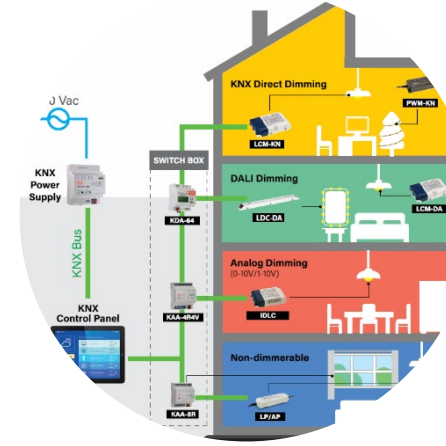 KNX Direct Dimming
PWM-KN
0 Vac
LCM-KN
SWITCH BOX
KNX
Power
Supply
DALI Dimming
KDA-64
LDC-DA
LCM-DA
KNX Bus
Analog Dimming
(0-10V/1-10V)
KNX
Control Panel
KAA-4R4V
IDLC
Non-dimmerable
KAA-8R
LP/AP